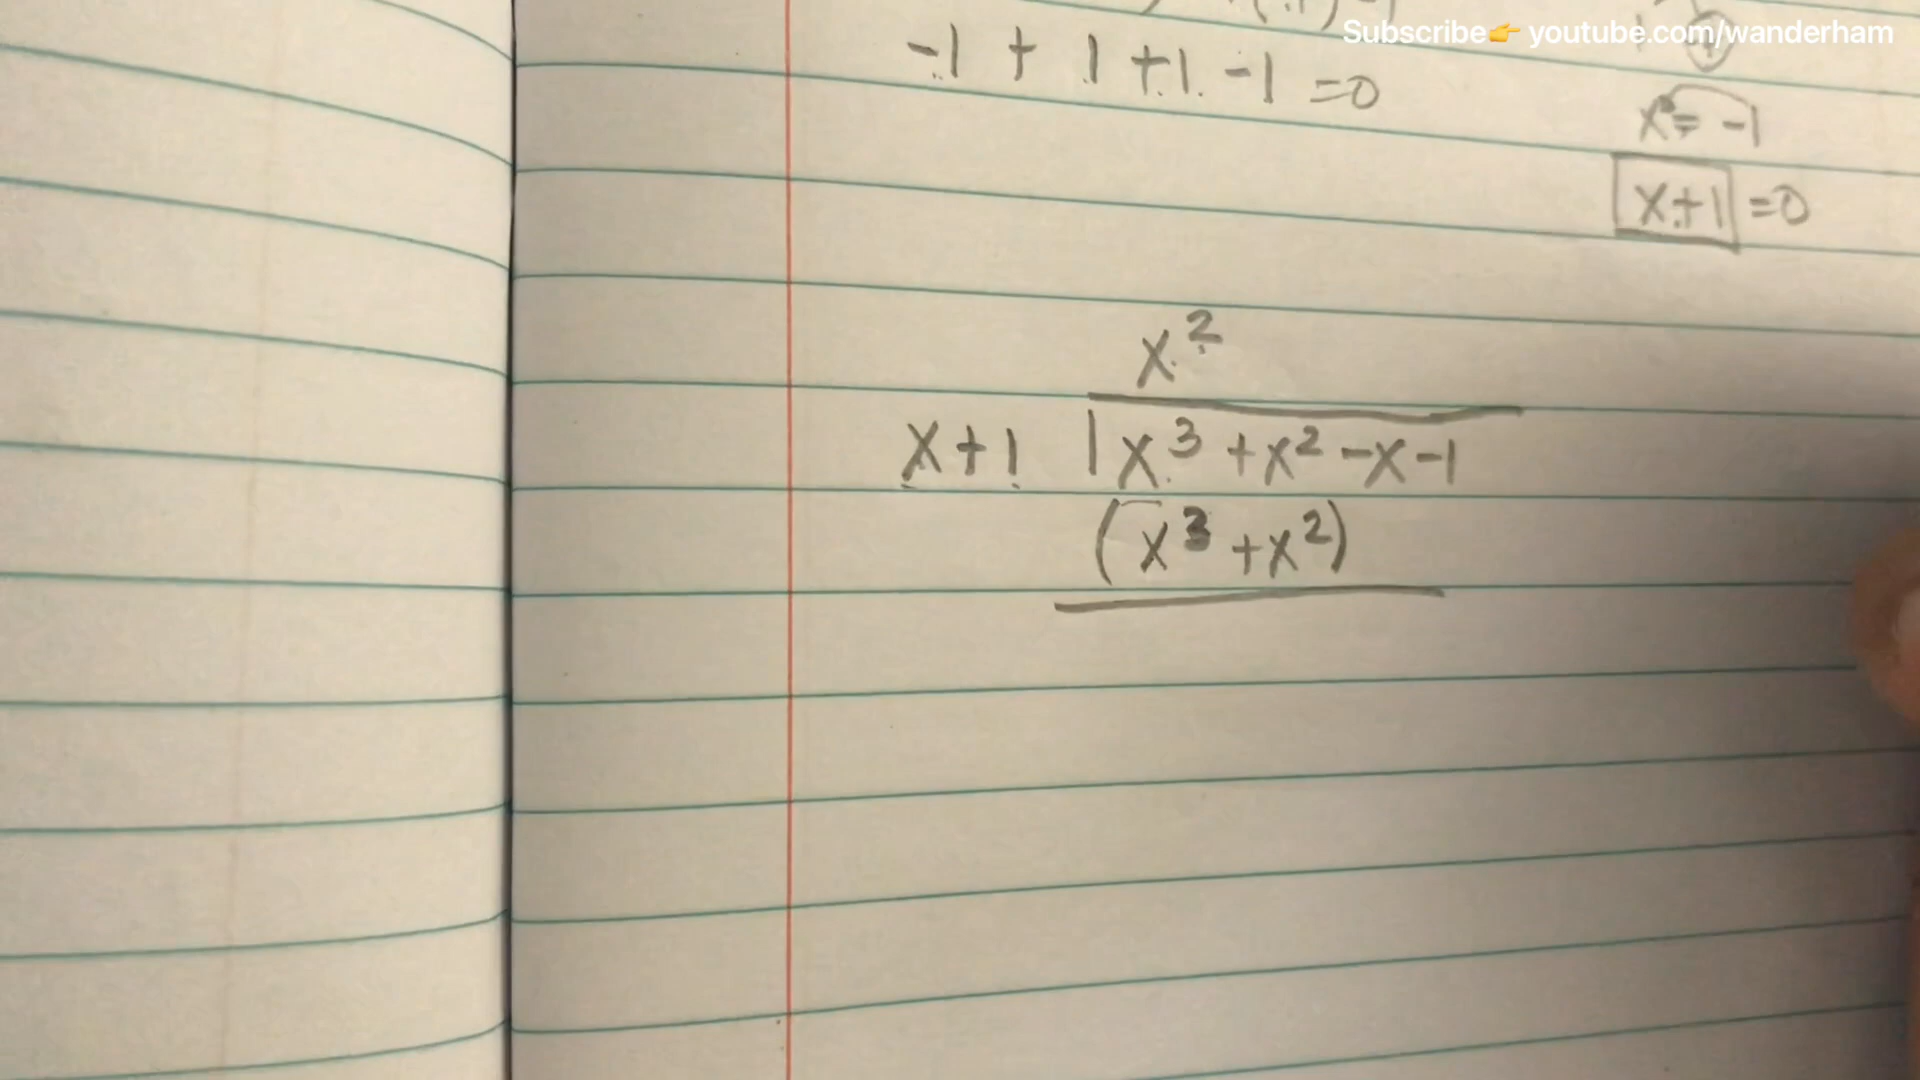 Subscribe👉 youtube.com/wanderham
-1 + 1 + 1 - 1 = 0
x = -1
x+1 = 0
x²
x+1 | x³ + x² - x - 1
(x³ + x²)